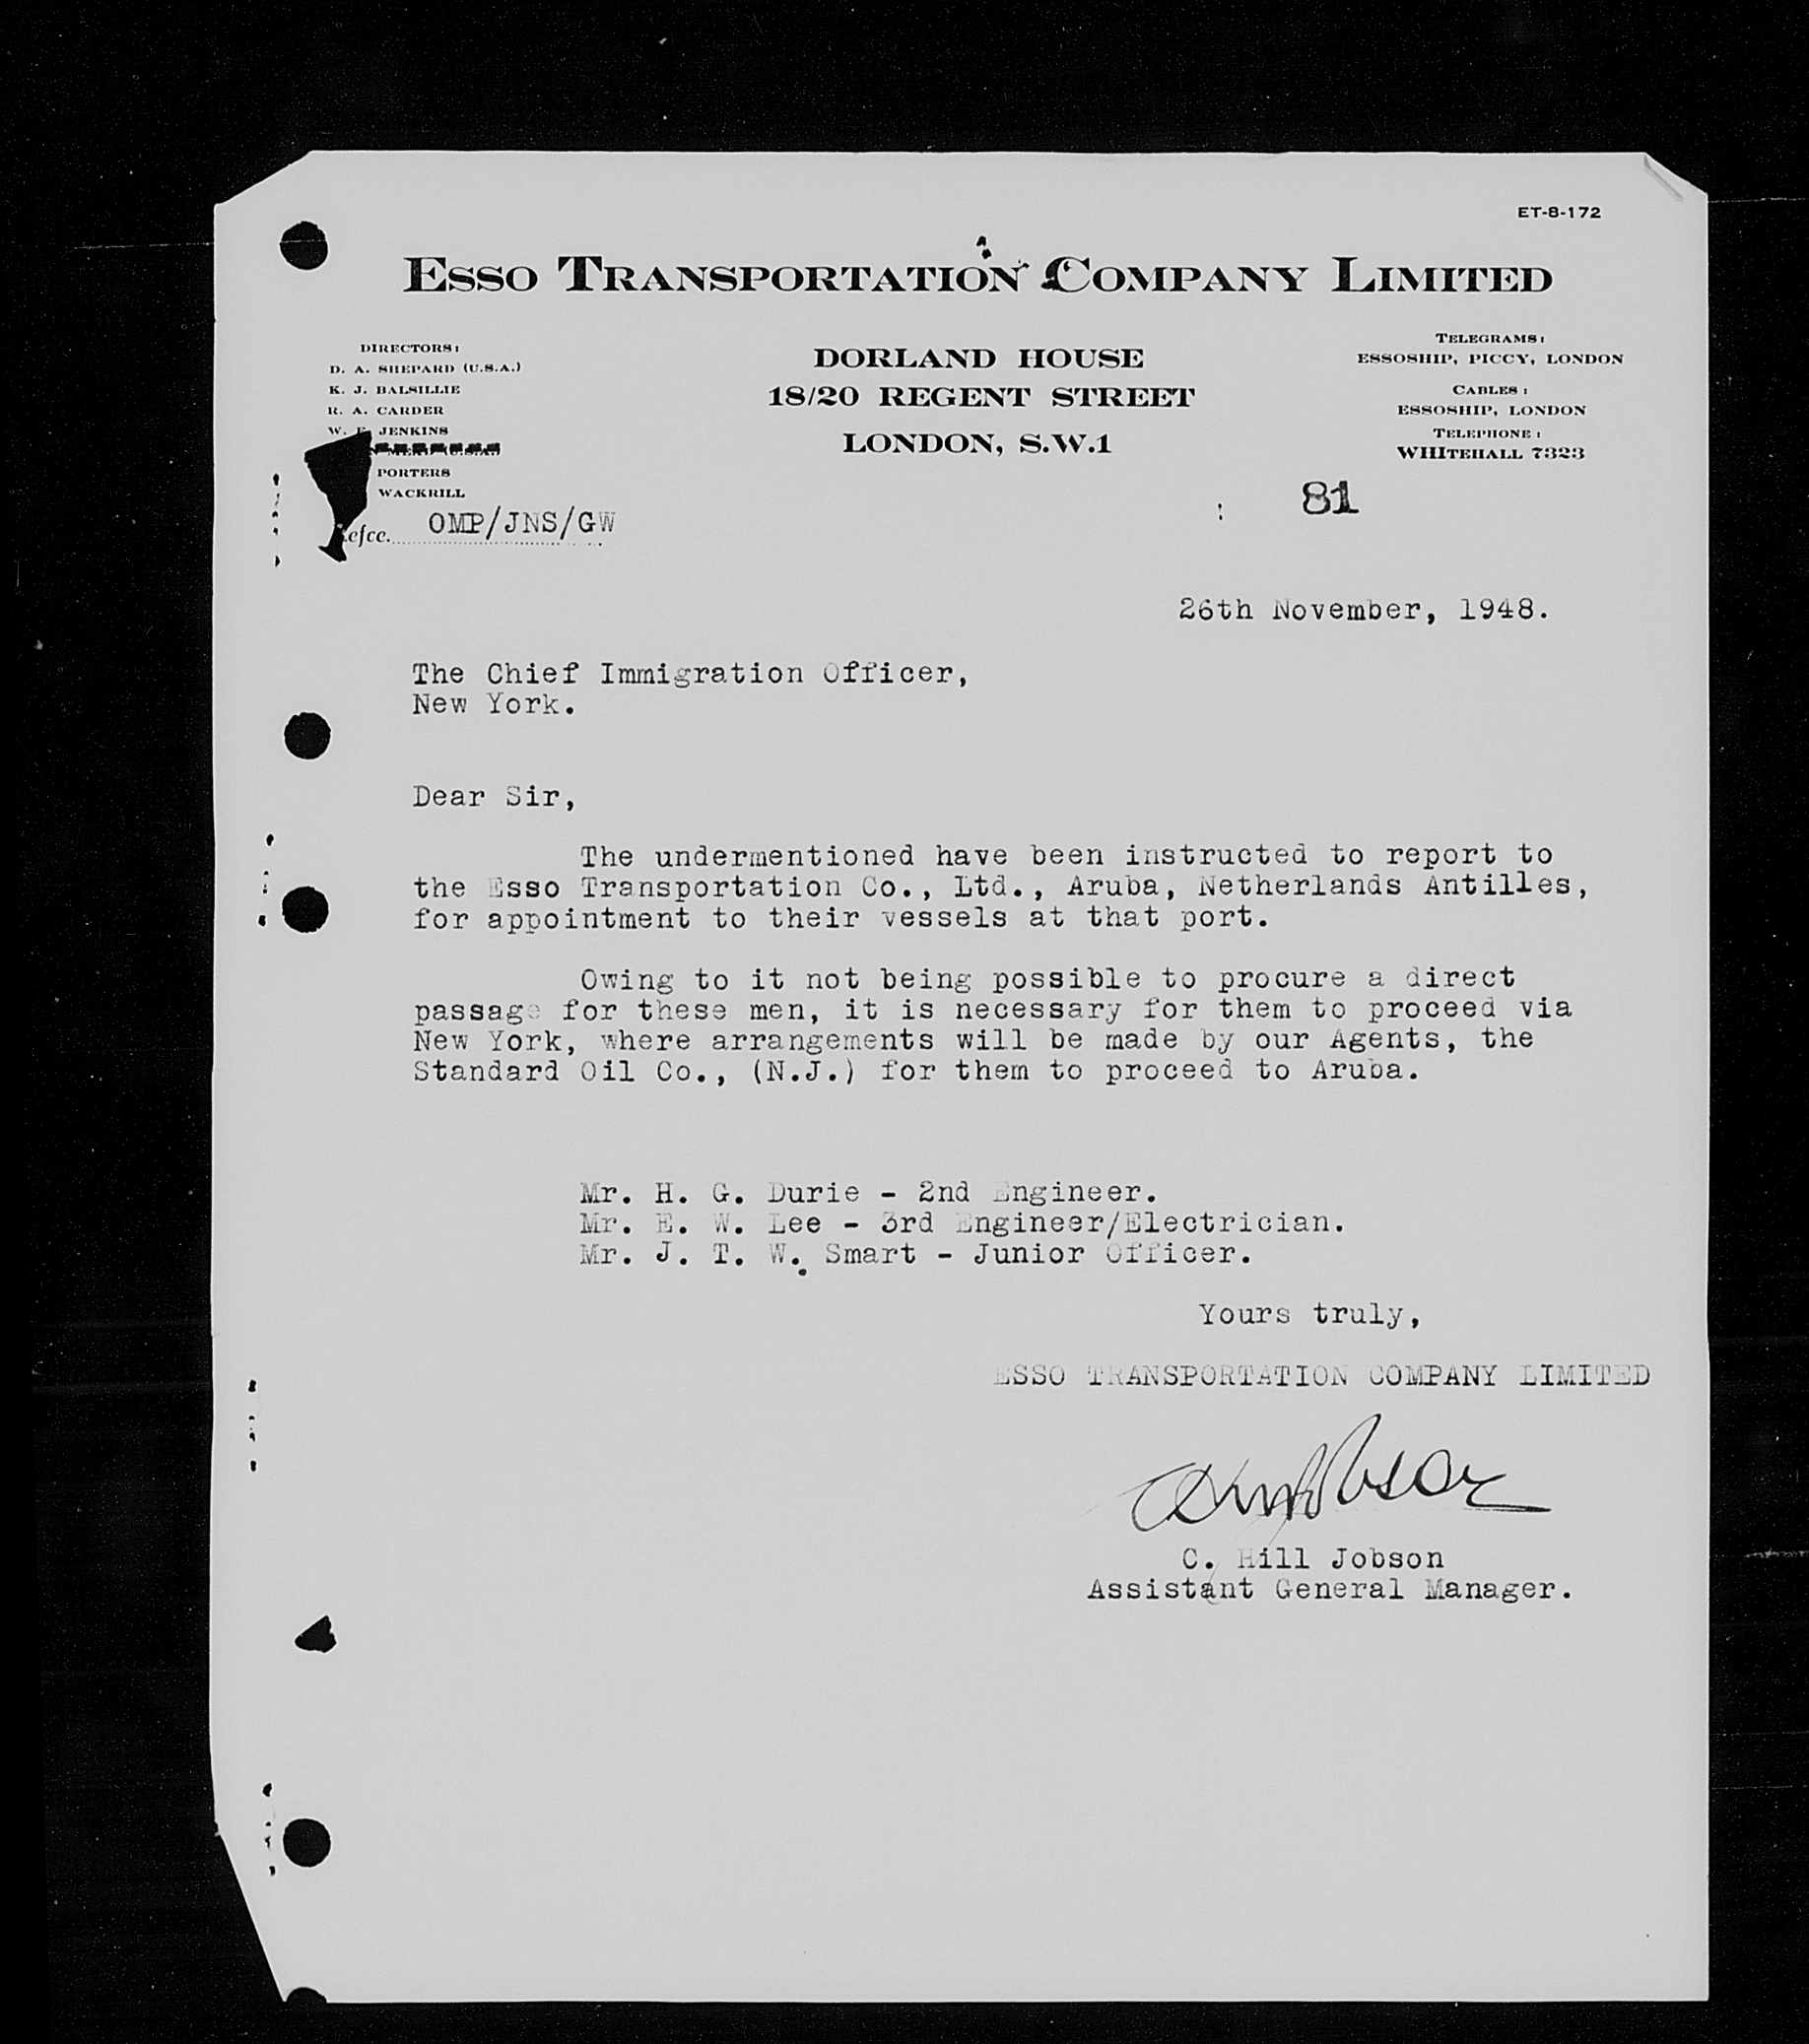 ET-8-172
ESSO TRANSPORTATION COMPANY LIMITED
DIRECTORS:
D. A. SHEPARD (U.S.A.)
K. J. BALSILLIE
R. A. CARDER
W. E. JENKINS
PORTERS
WACKRILL
DORLAND HOUSE
18/20 REGENT STREET
LONDON, S.W.1
TELEGRAMS:
ESSOSHIP, PICCY, LONDON
CABLES:
ESSOSHIP, LONDON
TELEPHONE:
WHITEHALL 7323
81
OMP/JNS/GW
26th November, 1948.
The Chief Immigration Officer,
New York.
Dear Sir,
The undermentioned have been instructed to report to
the Esso Transportation Co., Ltd., Aruba, Netherlands Antilles,
for appointment to their vessels at that port.
Owing to it not being possible to procure a direct
passage for these men, it is necessary for them to proceed via
New York, where arrangements will be made by our Agents, the
Standard Oil Co., (N.J.) for them to proceed to Aruba.
Mr. H. G. Durie - 2nd Engineer.
Mr. E. W. Lee - 3rd Engineer/Electrician.
Mr. J. T. W. Smart - Junior Officer.
Yours truly,
ESSO TRANSPORTATION COMPANY LIMITED
C. Hill Jobson
Assistant General Manager.